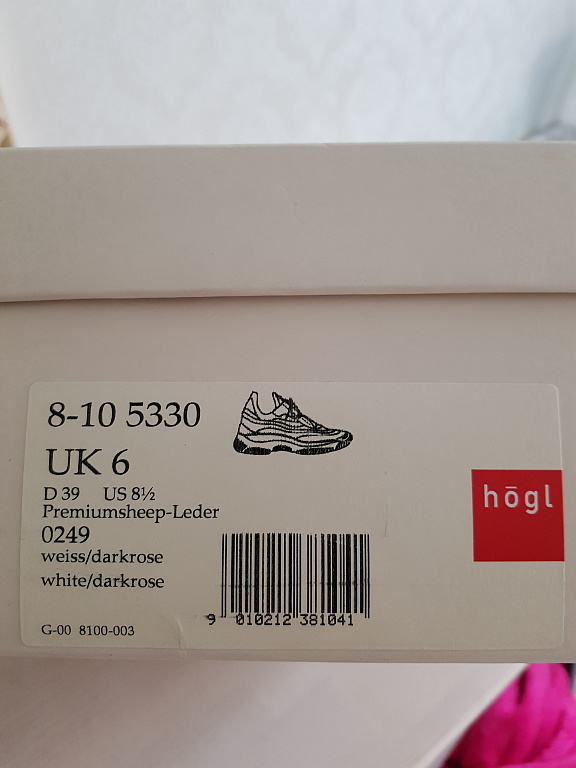 8-10 5330
UK 6
D 39 US 8½
Premiumsheep-Leder
0249
weiss/darkrose
white/darkrose
9 010212 381041
G-00 8100-003
högl